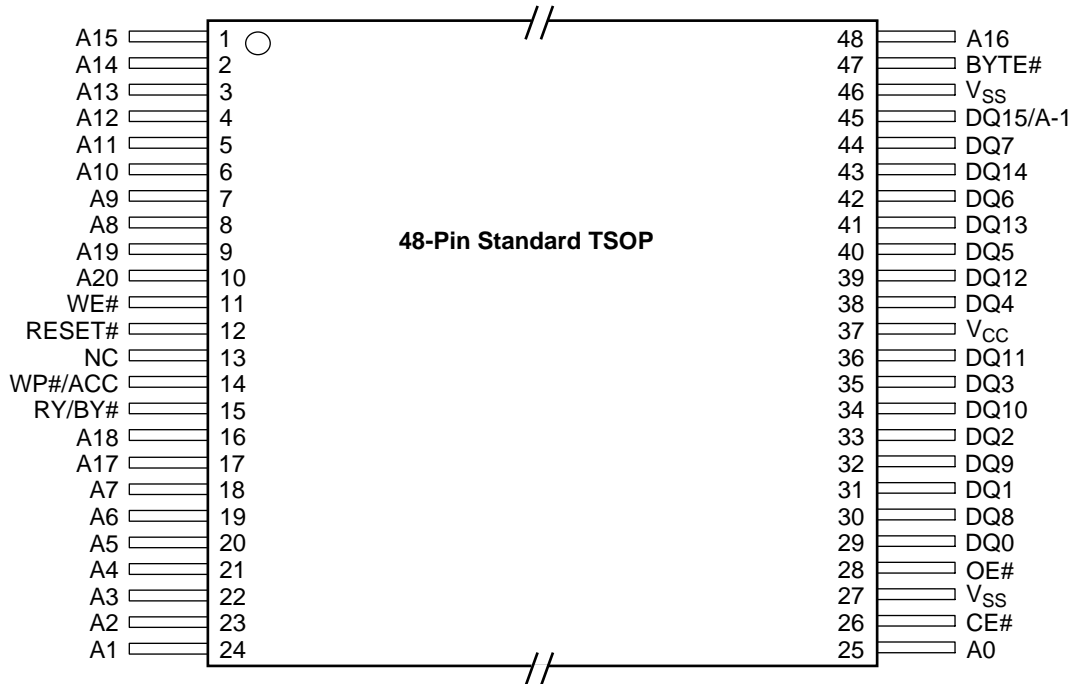 A15 1 48 A16
A14 2 47 BYTE#
A13 3 46 VSS
A12 4 45 DQ15/A-1
A11 5 44 DQ7
A10 6 43 DQ14
A9 7 42 DQ6
A8 8 41 DQ13
48-Pin Standard TSOP
A19 9 40 DQ5
A20 10 39 DQ12
WE# 11 38 DQ4
RESET# 12 37 VCC
NC 13 36 DQ11
WP#/ACC 14 35 DQ3
RY/BY# 15 34 DQ10
A18 16 33 DQ2
A17 17 32 DQ9
A7 18 31 DQ1
A6 19 30 DQ8
A5 20 29 DQ0
A4 21 28 OE#
A3 22 27 VSS
A2 23 26 CE#
A1 24 25 A0